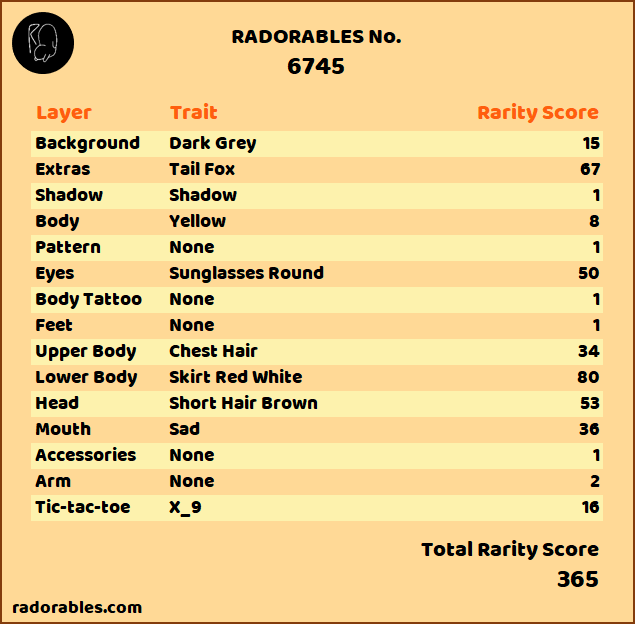 RADORABLES No.
6745
Layer Trait Rarity Score
Background Dark Grey 15
Extras Tail Fox 67
Shadow Shadow 1
Body Yellow 8
Pattern None 1
Eyes Sunglasses Round 50
Body Tattoo None 1
Feet None 1
Upper Body Chest Hair 34
Lower Body Skirt Red White 80
Head Short Hair Brown 53
Mouth Sad 36
Accessories None 1
Arm None 2
Tic-tac-toe X_9 16
Total Rarity Score
365
radorables.com